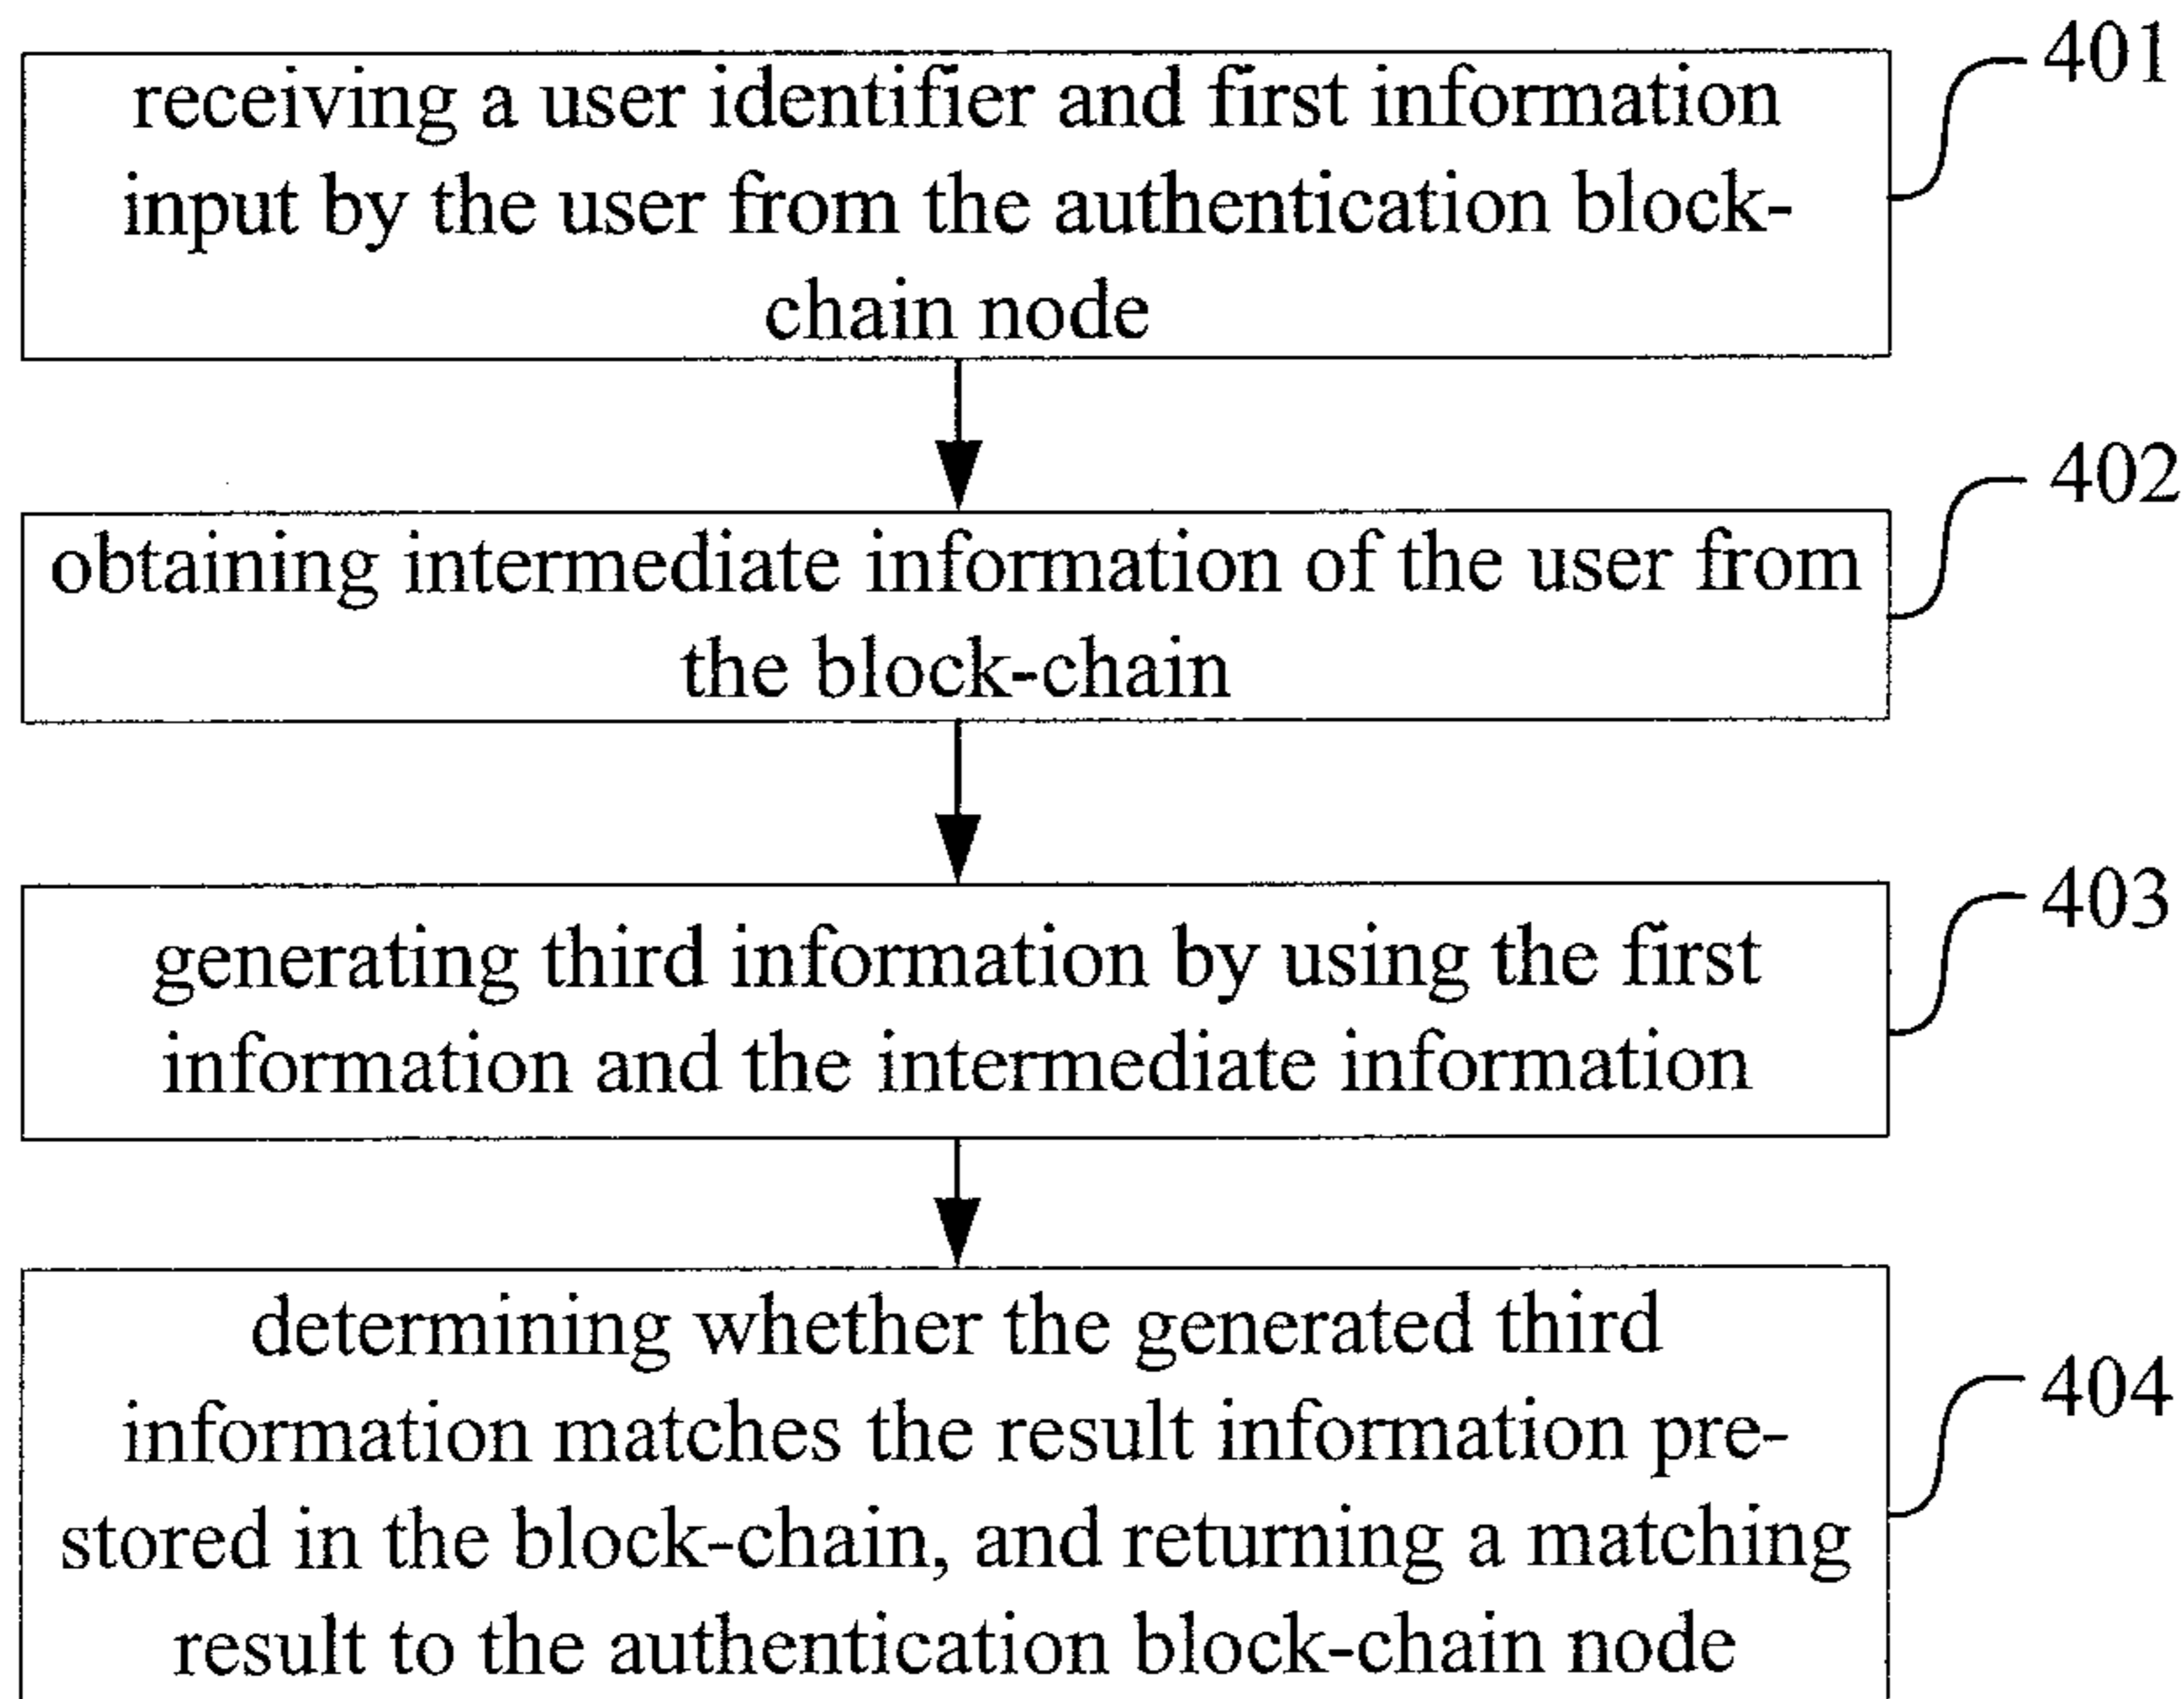 401
receiving a user identifier and first information
input by the user from the authentication block-
chain node
402
obtaining intermediate information of the user from
the block-chain
403
generating third information by using the first
information and the intermediate information
404
determining whether the generated third
information matches the result information pre-
stored in the block-chain, and returning a matching
result to the authentication block-chain node